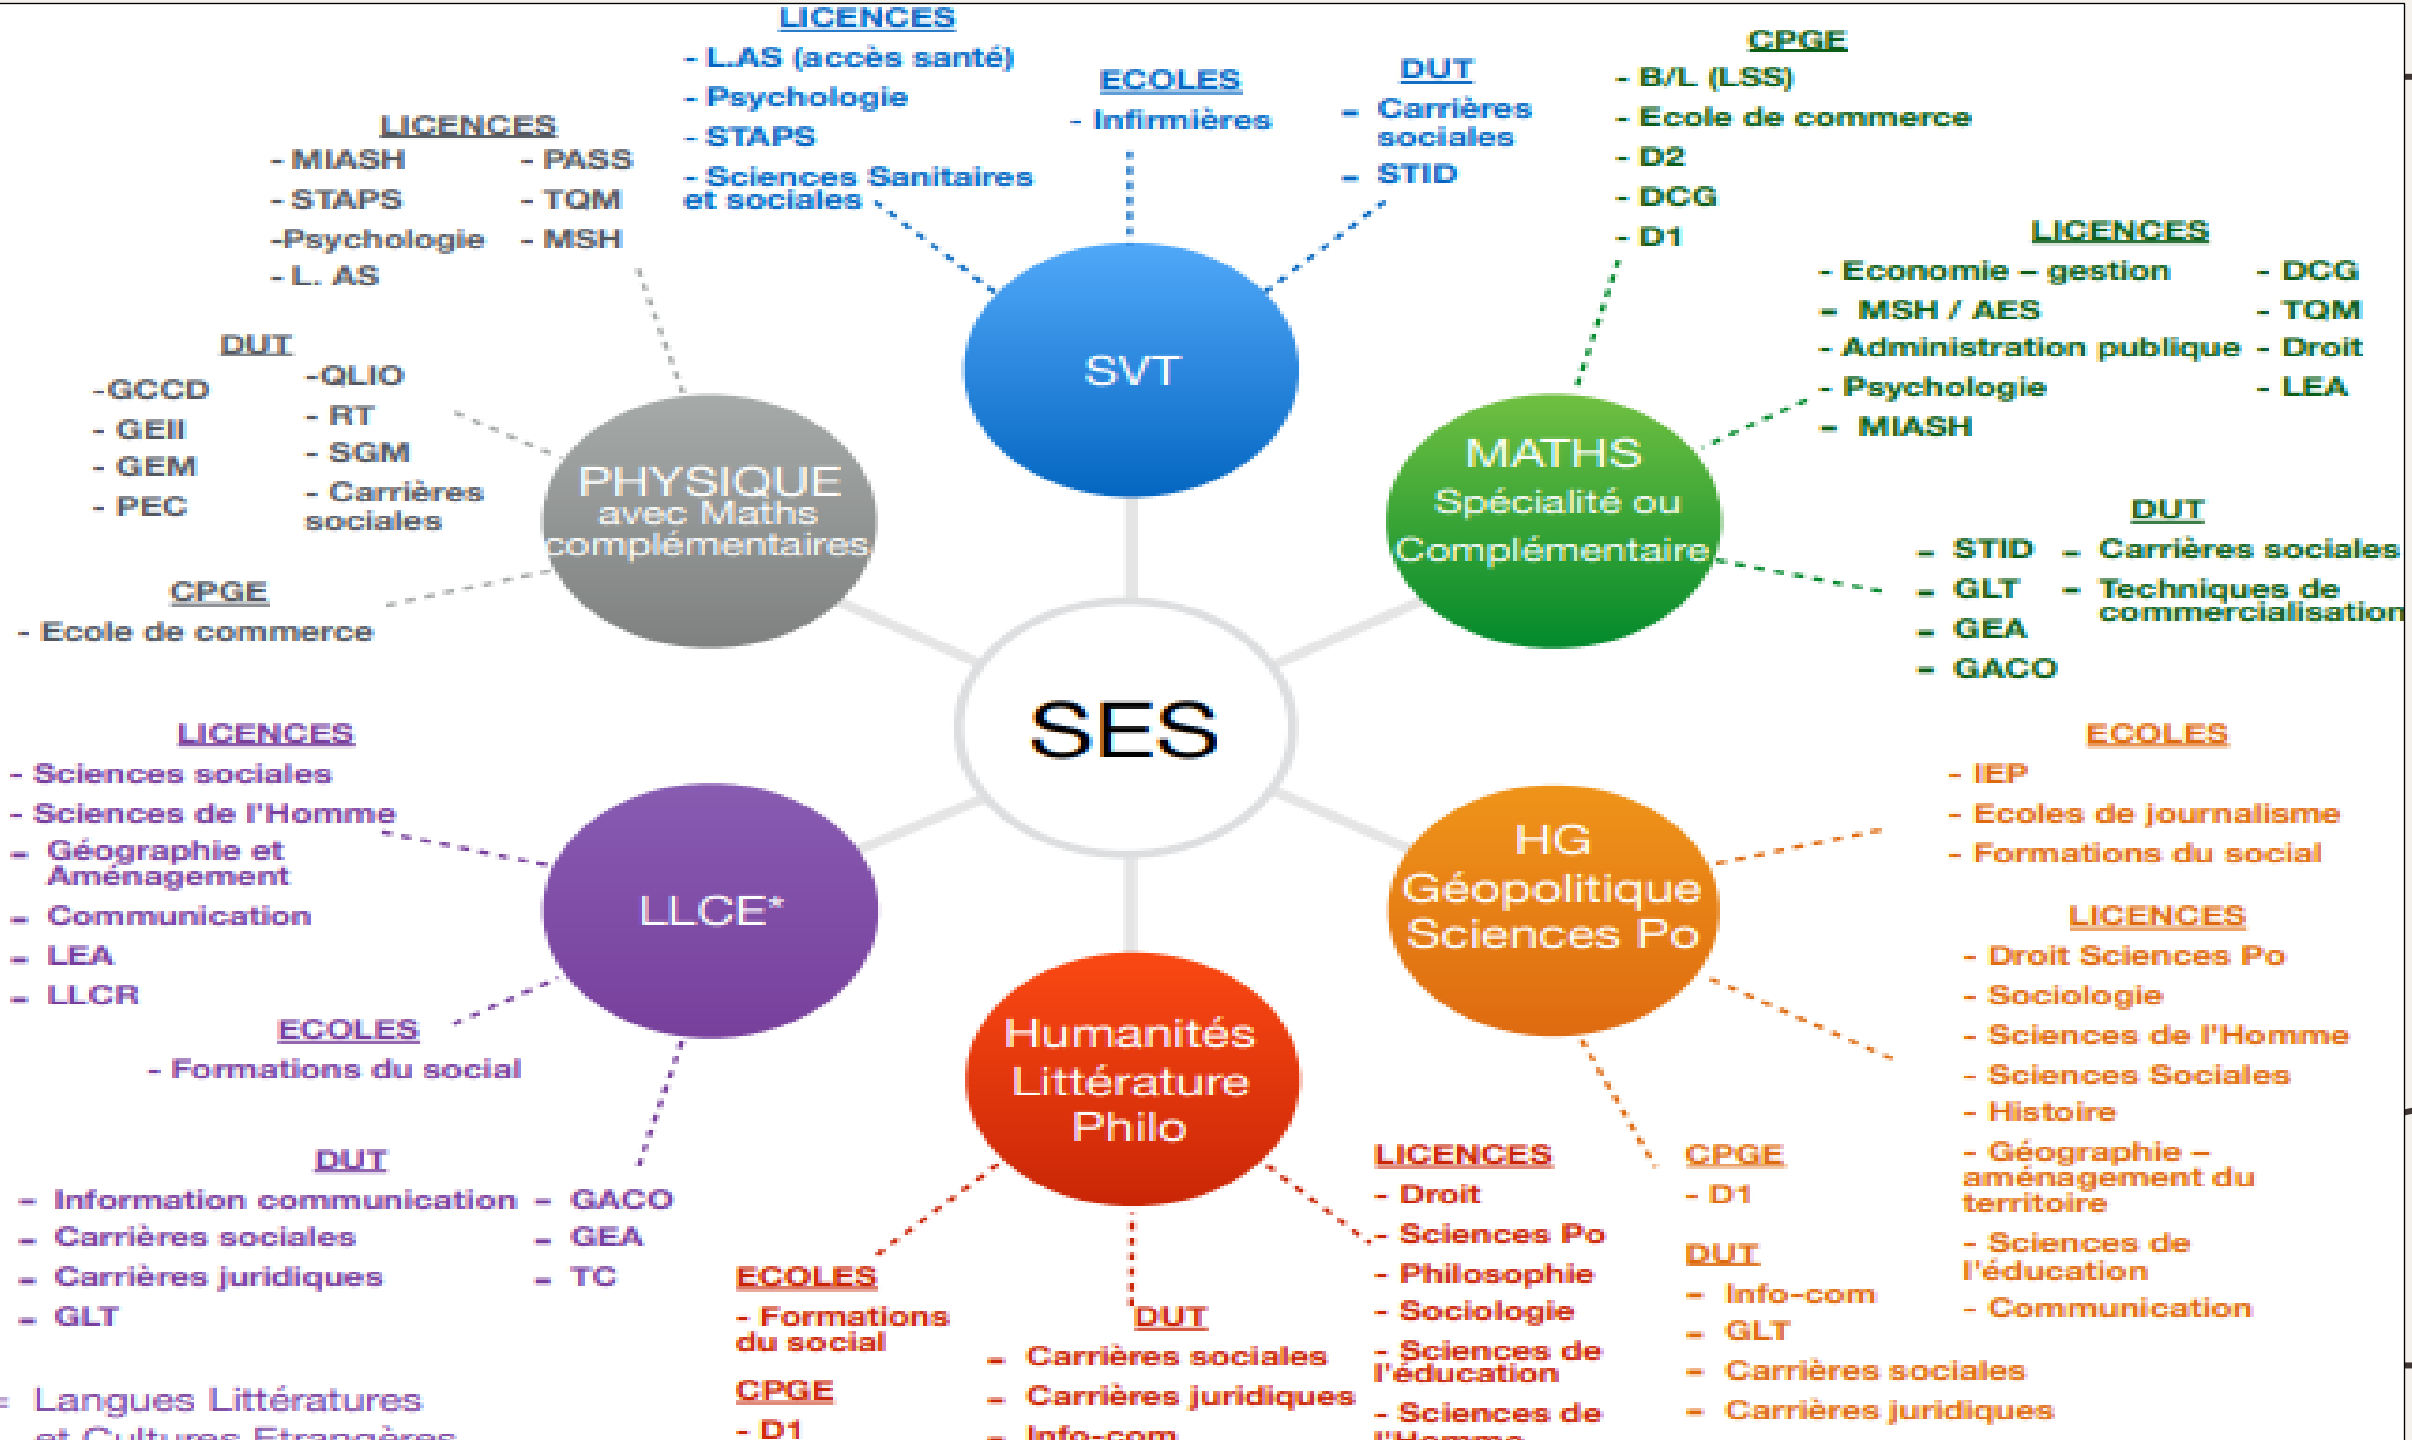 LICENCES
- L.AS (accès santé)
- Psychologie
- STAPS
- Sciences Sanitaires
et sociales
ECOLES
- Infirmières
DUT
- Carrières
sociales
- STID
SVT
CPGE
- B/L (LSS)
- Ecole de commerce
- D2
- DCG
- D1
LICENCES
- Economie – gestion
- MSH / AES
- Administration publique
- Psychologie
- MIASH
- DCG
- TQM
- Droit
- LEA
DUT
- STID
- GLT
- GEA
- GACO
- Carrières sociales
- Techniques de
commercialisation
MATHS
Spécialité ou
Complémentaire
LICENCES
- MIASH
- STAPS
-Psychologie
- L. AS
- PASS
- TQM
- MSH
DUT
-GCCD
- GEII
- GEM
- PEC
-QLIO
- RT
- SGM
- Carrières
sociales
CPGE
- Ecole de commerce
PHYSIQUE
avec Maths
complémentaires
SES
LICENCES
- Sciences sociales
- Sciences de l'Homme
- Géographie et
Aménagement
- Communication
- LEA
- LLCR
ECOLES
- Formations du social
DUT
- Information communication
- Carrières sociales
- Carrières juridiques
- GLT
- GACO
- GEA
- TC
LLCE*
Langues Littératures
et Cultures Etrangères
Humanités
Littérature
Philo
ECOLES
- Formations
du social
CPGE
- D1
DUT
- Carrières sociales
- Carrières juridiques
- Info-com
LICENCES
- Droit
- Sciences Po
- Philosophie
- Sociologie
- Sciences de
l'éducation
- Sciences de
l'Homme
HG
Géopolitique
Sciences Po
ECOLES
- IEP
- Ecoles de journalisme
- Formations du social
LICENCES
- Droit Sciences Po
- Sociologie
- Sciences de l'Homme
- Sciences Sociales
- Histoire
- Géographie –
aménagement du
territoire
- Sciences de
l'éducation
- Communication
CPGE
- D1
DUT
- Info-com
- GLT
- Carrières sociales
- Carrières juridiques